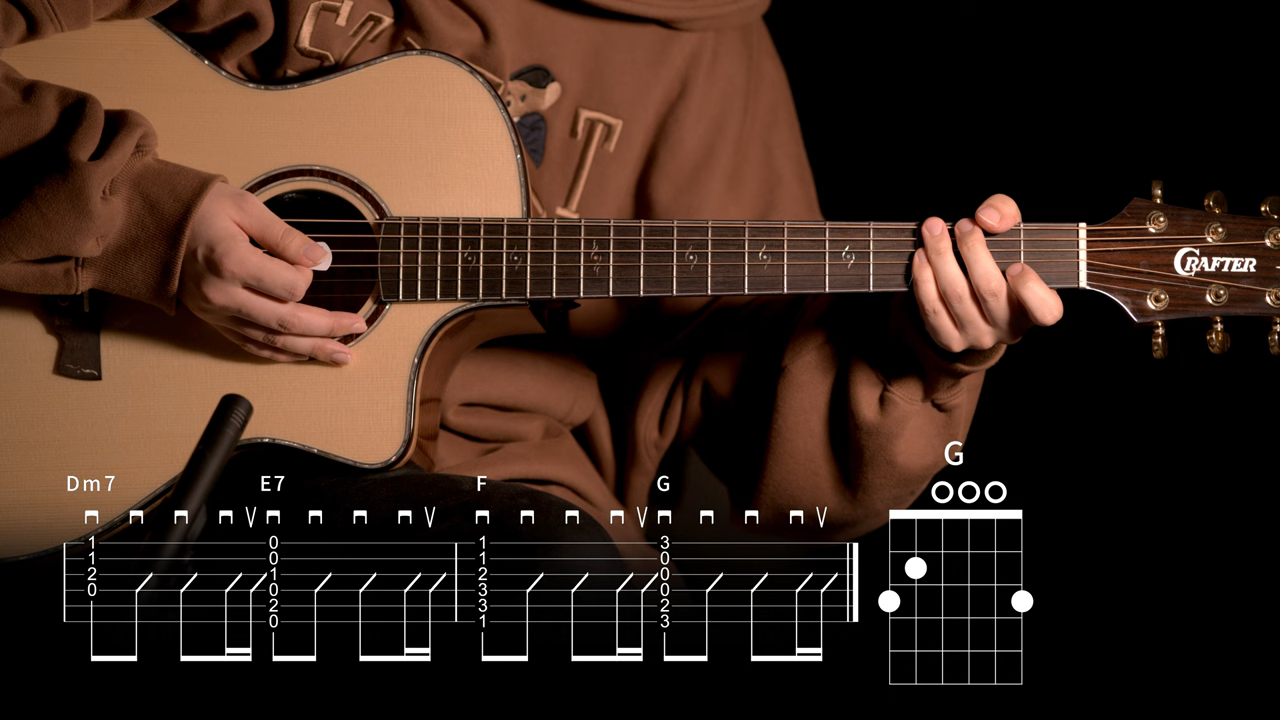 T
CRAFTER
G
Dm7 E7 F G
1 0 1 3
1 0 1 0
2 1 2 0
0 0 3 0
2 3 2
0 1 3